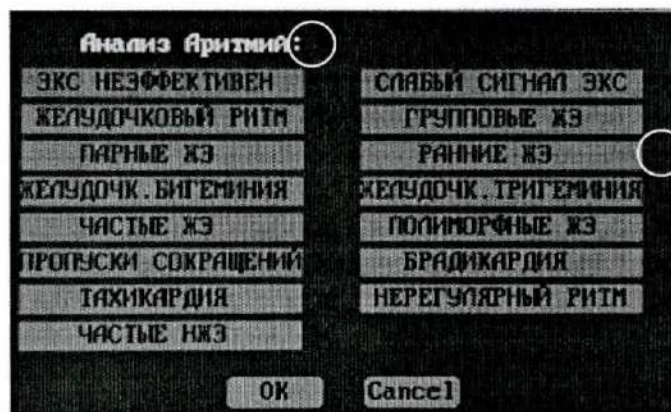 Анализ Аритмий:
ЭКС НЕЭФФЕКТИВЕН СЛАБЫЙ СИГНАЛ ЭКС
ЖЕЛУДОЧКОВЫЙ РИТМ ГРУППОВЫЕ ЖЭ
ПАРНЫЕ ЖЭ РАННИЕ ЖЭ
ЖЕЛУДОЧК.БИГЕМИНИЯ ЖЕЛУДОЧК.ТРИГЕМИНИЯ
ЧАСТЫЕ ЖЭ ПОЛИМОРФНЫЕ ЖЭ
ПРОПУСКИ СОКРАЩЕНИЙ БРАДИКАРДИЯ
ТАХИКАРДИЯ НЕРЕГУЛЯРНЫЙ РИТМ
ЧАСТЫЕ НЖЭ
OK Cancel